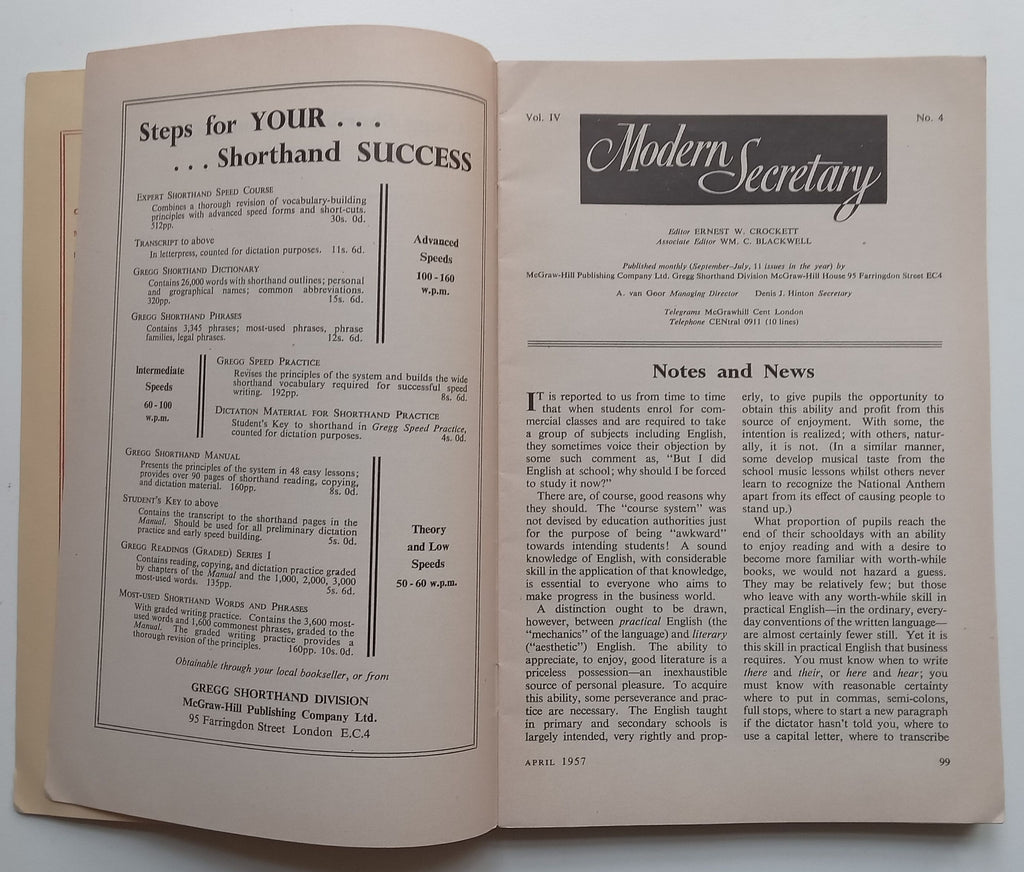 Steps for YOUR . . .
. . . Shorthand SUCCESS
EXPERT SHORTHAND SPEED COURSE
Combines a thorough revision of vocabulary-building
principles with advanced speed forms and short-cuts.
512pp. 30s. 0d.
TRANSCRIPT to above
In letterpress, counted for dictation purposes. 11s. 6d.
GREGG SHORTHAND DICTIONARY
Contains 26,000 words with shorthand outlines; personal
and geographical names; common abbreviations.
320pp. 15s. 6d.
GREGG SHORTHAND PHRASES
Contains 3,345 phrases; most-used phrases, phrase
families, legal phrases. 12s. 6d.
Advanced
Speeds
100-160
w.p.m.
Intermediate
Speeds
60-100
w.p.m.
GREGG SPEED PRACTICE
Revises the principles of the system and builds the wide
shorthand vocabulary required for successful speed
writing. 192pp. 8s. 6d.
DICTATION MATERIAL FOR SHORTHAND PRACTICE
Student's Key to shorthand in Gregg Speed Practice,
counted for dictation purposes. 4s. 0d.
GREGG SHORTHAND MANUAL
Presents the principles of the system in 48 easy lessons;
provides over 90 pages of shorthand reading, copying,
and dictation material. 160pp. 8s. 0d.
STUDENT'S KEY to above
Contains the transcript to the shorthand pages in the
Manual. Should be used for all preliminary dictation
practice and early speed building. 5s. 0d.
GREGG READINGS (GRADED) SERIES I
Contains reading, copying, and dictation practice graded
by chapters of the Manual and the 1,000, 2,000, 3,000
most-used words. 135pp. 5s. 6d.
MOST-USED SHORTHAND WORDS AND PHRASES
With graded writing practice. Contains the 3,600 most-
used words and 1,600 commonest phrases, graded to the
Manual. The graded writing practice provides a
thorough revision of the principles. 160pp. 10s. 0d.
Theory
and Low
Speeds
50-60 w.p.m.
Obtainable through your local bookseller, or from
GREGG SHORTHAND DIVISION
McGraw-Hill Publishing Company Ltd.
95 Farringdon Street London E.C.4
Vol. IV No. 4
Modern
Secretary
Editor ERNEST W. CROCKETT
Associate Editor WM. C. BLACKWELL
Published monthly (September–July, 11 issues in the year) by
McGraw-Hill Publishing Company Ltd. Gregg Shorthand Division McGraw-Hill House 95 Farringdon Street EC4
A. van Goor Managing Director Denis J. Hinton Secretary
Telegrams McGrawhill Cent London
Telephone CENtral 0911 (10 lines)
Notes and News
IT is reported to us from time to time
that when students enrol for com-
mercial classes and are required to take
a group of subjects including English,
they sometimes voice their objection by
some such comment as, "But I did
English at school; why should I be forced
to study it now?"
There are, of course, good reasons why
they should. The "course system" was
not devised by education authorities just
for the purpose of being "awkward"
towards intending students! A sound
knowledge of English, with considerable
skill in the application of that knowledge,
is essential to everyone who aims to
make progress in the business world.
A distinction ought to be drawn,
however, between practical English (the
"mechanics" of the language) and literary
("aesthetic") English. The ability to
appreciate, to enjoy, good literature is a
priceless possession—an inexhaustible
source of personal pleasure. To acquire
this ability, some perseverance and prac-
tice are necessary. The English taught
in primary and secondary schools is
largely intended, very rightly and prop-
erly, to give pupils the opportunity to
obtain this ability and profit from this
source of enjoyment. With some, the
intention is realized; with others, natur-
ally, it is not. (In a similar manner,
some develop musical taste from the
school music lessons whilst others never
learn to recognize the National Anthem
apart from its effect of causing people to
stand up.)
What proportion of pupils reach the
end of their schooldays with an ability
to enjoy reading and with a desire to
become more familiar with worth-while
books, we would not hazard a guess.
They may be relatively few; but those
who leave with any worth-while skill in
practical English—in the ordinary, every-
day conventions of the written language—
are almost certainly fewer still. Yet it is
this skill in practical English that business
requires. You must know when to write
there and their, or here and hear; you
must know with reasonable certainty
where to put in commas, semi-colons,
full stops, where to start a new paragraph
if the dictator hasn't told you, where to
use a capital letter, where to transcribe
APRIL 1957 99